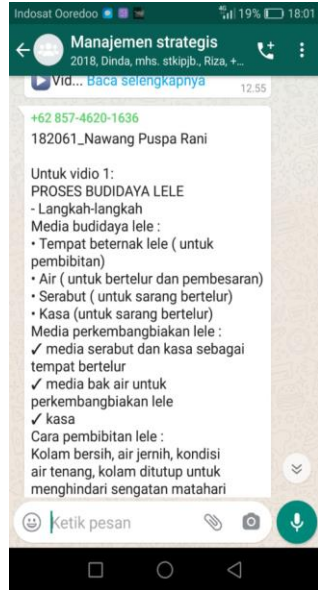 Indosat Ooredoo 4G 19% 18:01
Manajemen strategis
2018, Dinda, mhs. stkipjb., Riza, +...
Vid... Baca selengkapnya
12.55
+62 857-4620-1636
182061_Nawang Puspa Rani
Untuk vidio 1:
PROSES BUDIDAYA LELE
- Langkah-langkah
Media budidaya lele :
• Tempat beternak lele ( untuk
pembibitan)
• Air ( untuk bertelur dan pembesaran)
• Serabut ( untuk sarang bertelur)
• Kasa (untuk sarang bertelur)
Media perkembangbiakan lele :
✓ media serabut dan kasa sebagai
tempat bertelur
✓ media bak air untuk
perkembangbiakan lele
✓ kasa
Cara pembibitan lele :
Kolam bersih, air jernih, kondisi
air tenang, kolam ditutup untuk
menghindari sengatan matahari
Ketik pesan